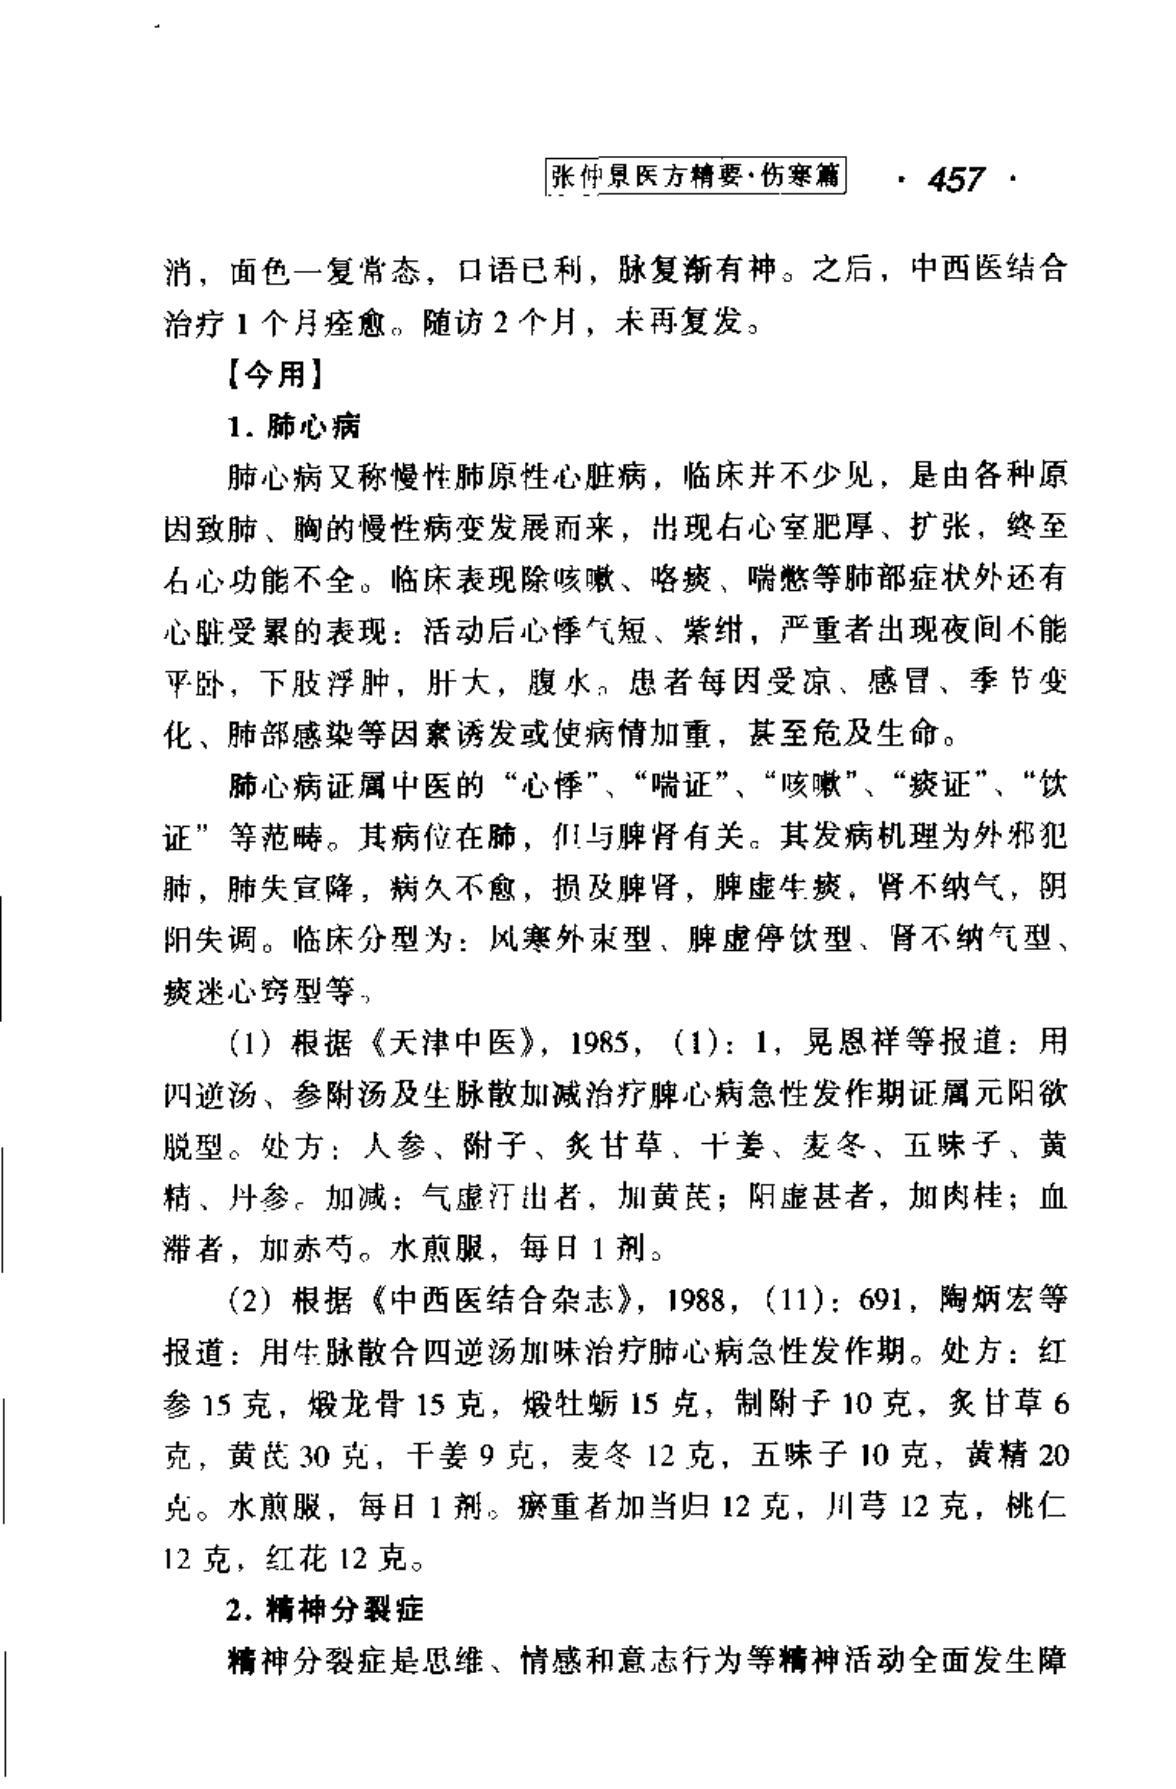 张仲景医方精要·伤寒篇 · 457 ·
消，面色一复常态，口语已利，脉复渐有神。之后，中西医结合
治疗1个月痊愈。随访2个月，未再复发。
【今用】
1. 肺心病
肺心病又称慢性肺原性心脏病，临床并不少见，是由各种原
因致肺、胸的慢性病变发展而来，出现右心室肥厚、扩张，终至
右心功能不全。临床表现除咳嗽、咯痰、喘憋等肺部症状外还有
心脏受累的表现：活动后心悸气短、紫绀，严重者出现夜间不能
平卧，下肢浮肿，肝大，腹水。患者每因受凉、感冒、季节变
化、肺部感染等因素诱发或使病情加重，甚至危及生命。
肺心病证属中医的“心悸”、“喘证”、“咳嗽”、“痰证”、“饮
证”等范畴。其病位在肺，但与脾肾有关。其发病机理为外邪犯
肺，肺失宣降，病久不愈，损及脾肾，脾虚生痰，肾不纳气，阴
阳失调。临床分型为：风寒外束型、脾虚停饮型、肾不纳气型、
痰迷心窍型等。
(1) 根据《天津中医》，1985，(1)：1，晃恩祥等报道：用
四逆汤、参附汤及生脉散加减治疗脾心病急性发作期证属元阳欲
脱型。处方：人参、附子、炙甘草、干姜、麦冬、五味子、黄
精、丹参。加减：气虚汗出者，加黄芪；阳虚甚者，加肉桂；血
滞者，加赤芍。水煎服，每日1剂。
(2) 根据《中西医结合杂志》，1988，(11)：691，陶炳宏等
报道：用生脉散合四逆汤加味治疗肺心病急性发作期。处方：红
参15克，煅龙骨15克，煅牡蛎15克，制附子10克，炙甘草6
克，黄芪30克，干姜9克，麦冬12克，五味子10克，黄精20
克。水煎服，每日1剂。瘀重者加当归12克，川芎12克，桃仁
12克，红花12克。
2. 精神分裂症
精神分裂症是思维、情感和意志行为等精神活动全面发生障